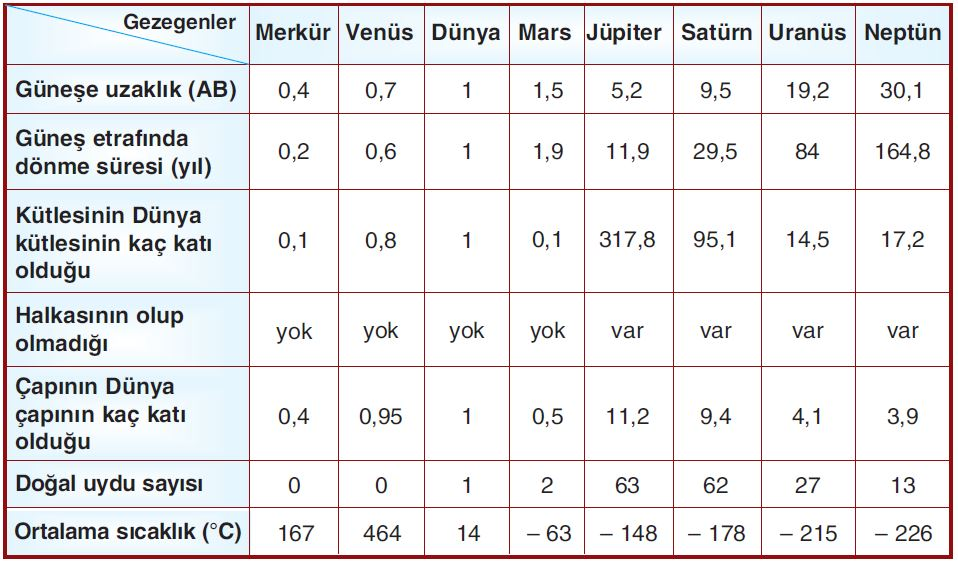 Gezegenler Merkür Venüs Dünya Mars Jüpiter Satürn Uranüs Neptün
Güneşe uzaklık (AB) 0,4 0,7 1 1,5 5,2 9,5 19,2 30,1
Güneş etrafında
dönme süresi (yıl) 0,2 0,6 1 1,9 11,9 29,5 84 164,8
Kütlesinin Dünya
kütlesinin kaç katı 0,1 0,8 1 0,1 317,8 95,1 14,5 17,2
olduğu
Halkasının olup
olmadığı yok yok yok yok var var var var
Çapının Dünya
çapının kaç katı 0,4 0,95 1 0,5 11,2 9,4 4,1 3,9
olduğu
Doğal uydu sayısı 0 0 1 2 63 62 27 13
Ortalama sıcaklık (°C) 167 464 14 – 63 – 148 – 178 – 215 – 226